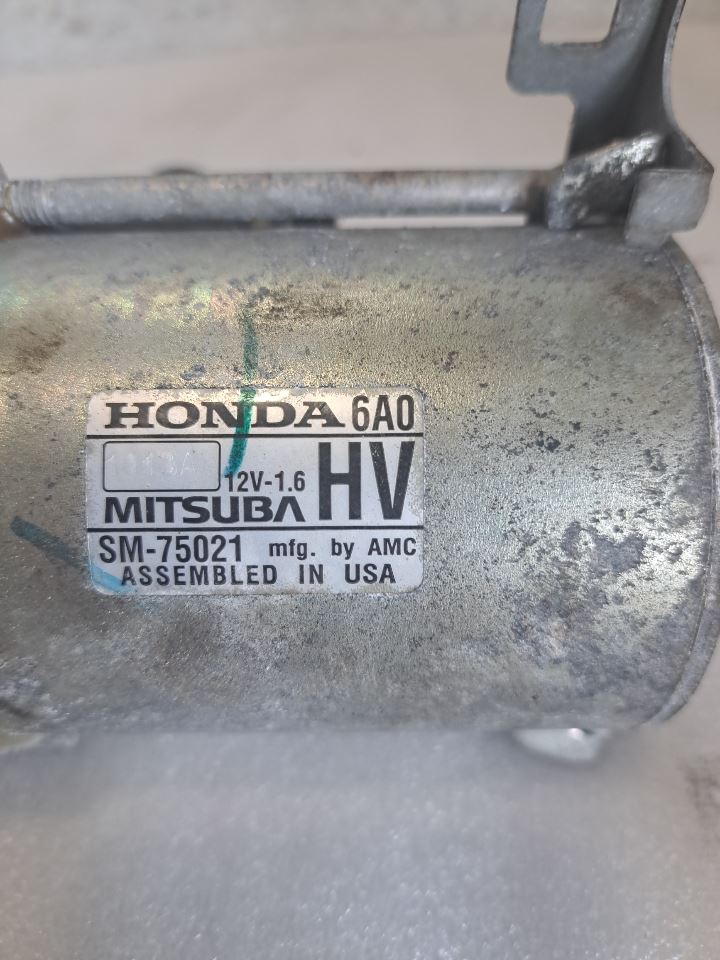 HONDA 6A0
12V-1.6 HV
MITSUBA
SM-75021 mfg. by AMC
ASSEMBLED IN USA